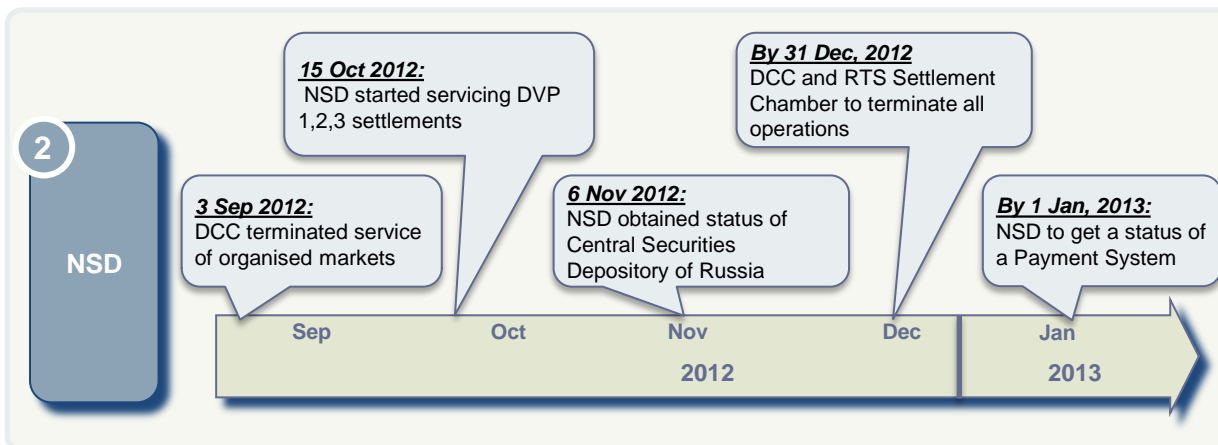 2
NSD
3 Sep 2012:
DCC terminated service
of organised markets
15 Oct 2012:
NSD started servicing DVP
1,2,3 settlements
6 Nov 2012:
NSD obtained status of
Central Securities
Depository of Russia
By 31 Dec, 2012
DCC and RTS Settlement
Chamber to terminate all
operations
By 1 Jan, 2013:
NSD to get a status of
a Payment System
Sep Oct Nov Dec Jan
2012 2013